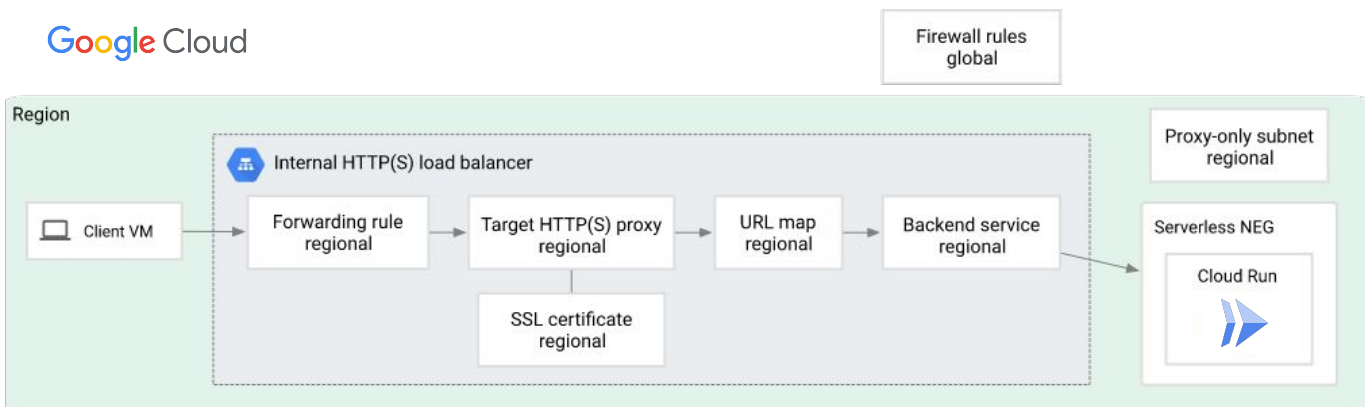 Google Cloud
Firewall rules
global
Region
Proxy-only subnet
regional
Internal HTTP(S) load balancer
Client VM
Forwarding rule
regional
Target HTTP(S) proxy
regional
URL map
regional
Backend service
regional
Serverless NEG
Cloud Run
SSL certificate
regional